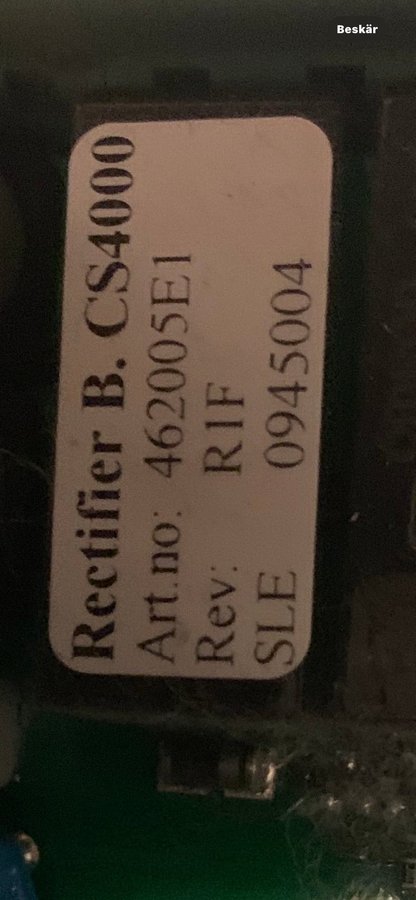 Beskär
Rectifier B. CS4000
Art.no: 462005E1
Rev: R1F
SLE 0945004